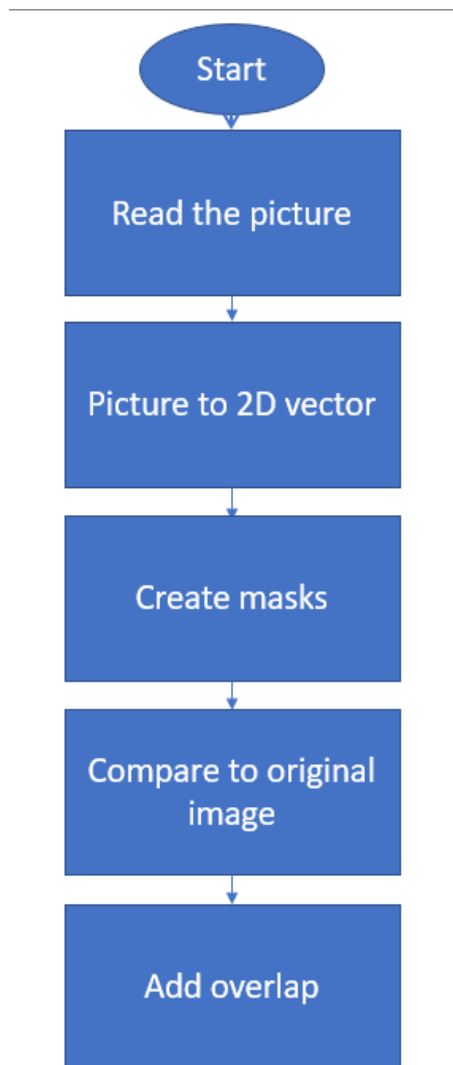 Start
Read the picture
Picture to 2D vector
Create masks
Compare to original
image
Add overlap